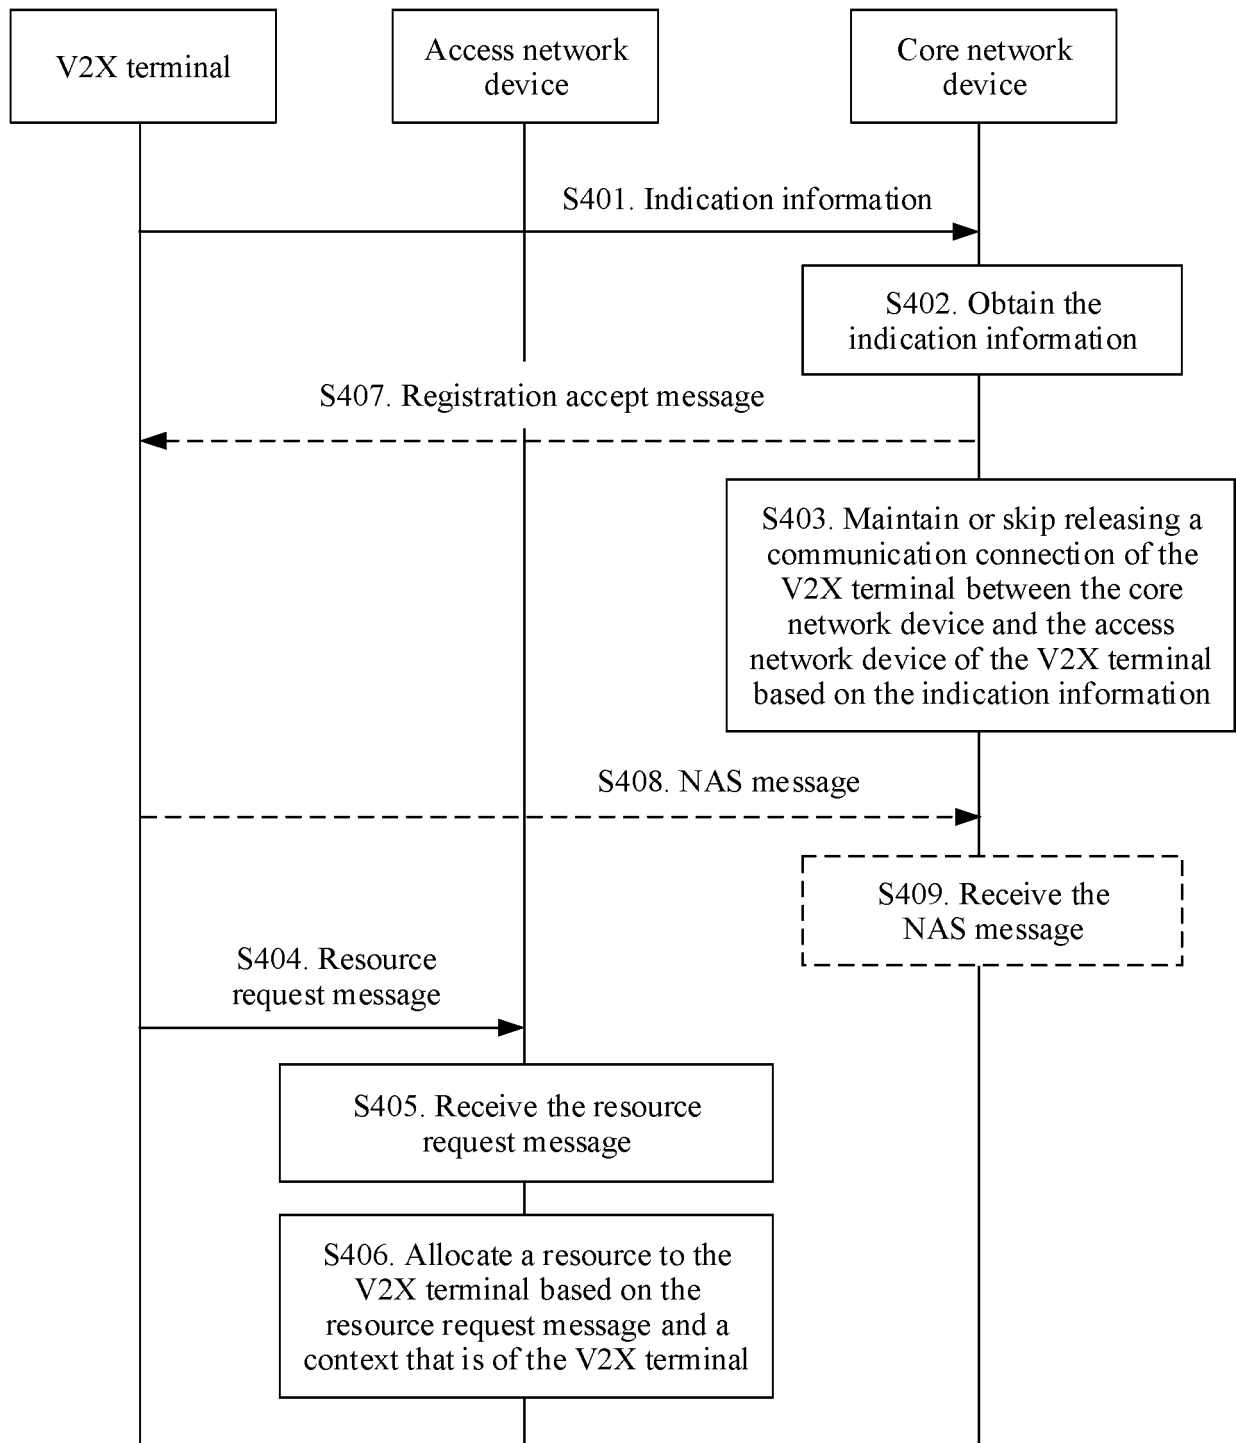 V2X terminal
Access network
device
Core network
device
S401. Indication information
S402. Obtain the
indication information
S407. Registration accept message
S403. Maintain or skip releasing a
communication connection of the
V2X terminal between the core
network device and the access
network device of the V2X terminal
based on the indication information
S408. NAS message
S409. Receive the
NAS message
S404. Resource
request message
S405. Receive the resource
request message
S406. Allocate a resource to the
V2X terminal based on the
resource request message and a
context that is of the V2X terminal